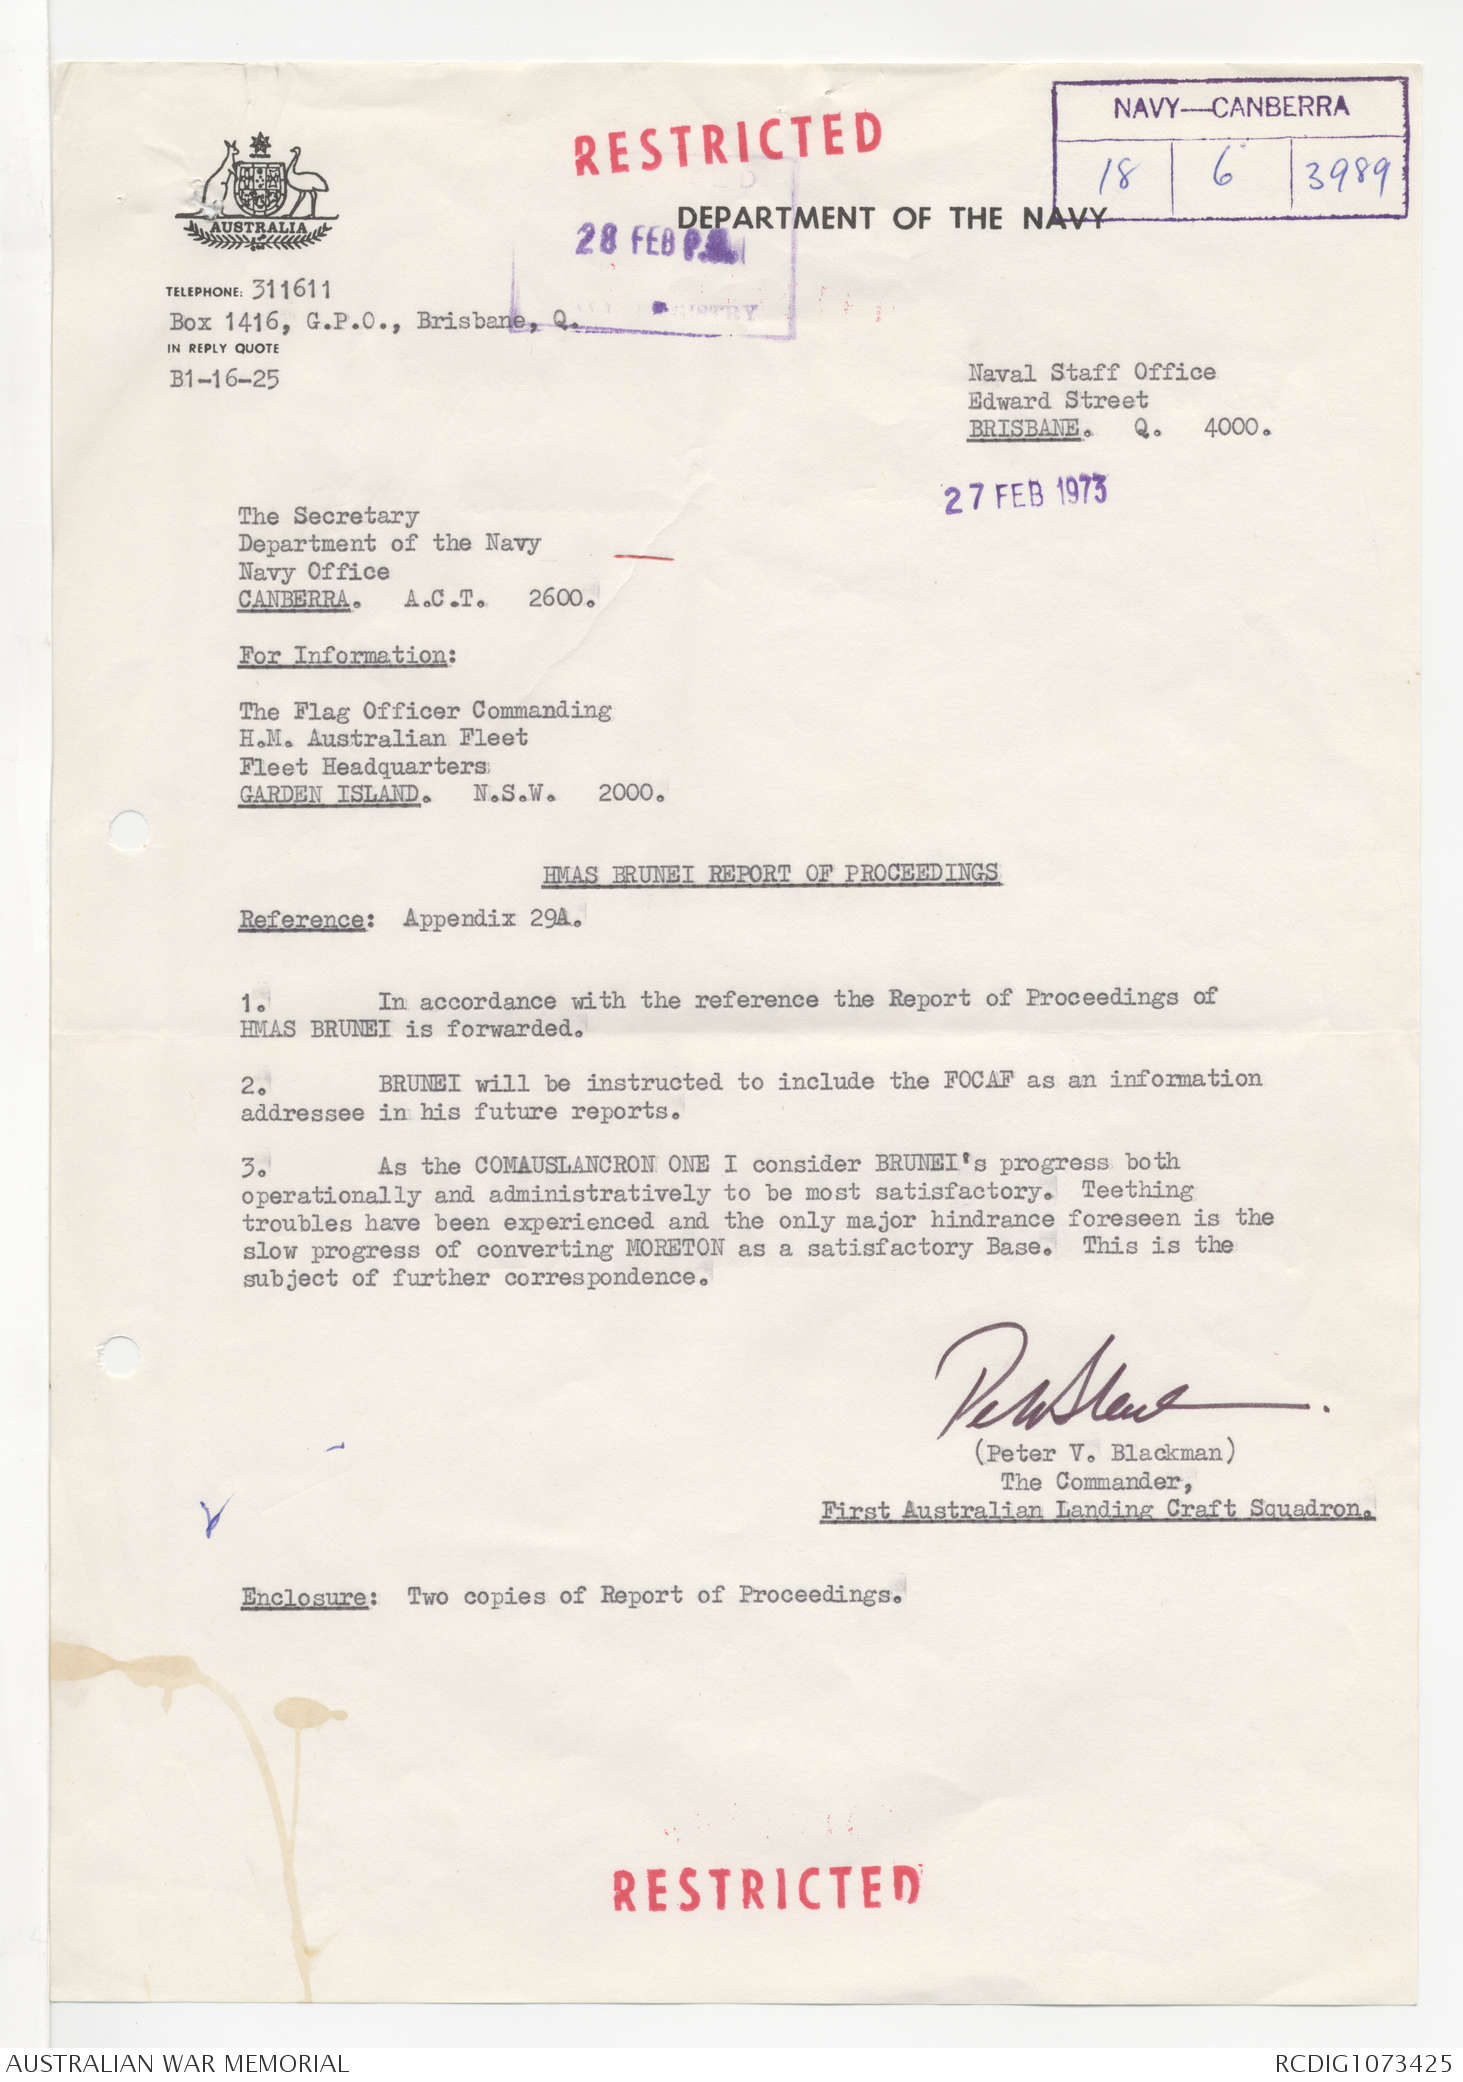 NAVY—CANBERRA
18 6 3989
RESTRICTED
DEPARTMENT OF THE NAVY
28 FEB
AUSTRALIA
TELEPHONE: 311611
Box 1416, G.P.O., Brisbane, Q.
IN REPLY QUOTE
B1-16-25
Naval Staff Office
Edward Street
BRISBANE. Q. 4000.
27 FEB 1973
The Secretary
Department of the Navy
Navy Office
CANBERRA. A.C.T. 2600.
For Information:
The Flag Officer Commanding
H.M. Australian Fleet
Fleet Headquarters
GARDEN ISLAND. N.S.W. 2000.
HMAS BRUNEI REPORT OF PROCEEDINGS
Reference: Appendix 29A.
1. In accordance with the reference the Report of Proceedings of
HMAS BRUNEI is forwarded.
2. BRUNEI will be instructed to include the FOCAF as an information
addressee in his future reports.
3. As the COMAUSLANCRON ONE I consider BRUNEI's progress both
operationally and administratively to be most satisfactory. Teething
troubles have been experienced and the only major hindrance foreseen is the
slow progress of converting MORETON as a satisfactory Base. This is the
subject of further correspondence.
(Peter V. Blackman)
The Commander,
First Australian Landing Craft Squadron.
Enclosure: Two copies of Report of Proceedings.
RESTRICTED
AUSTRALIAN WAR MEMORIAL
RCDIG1073425